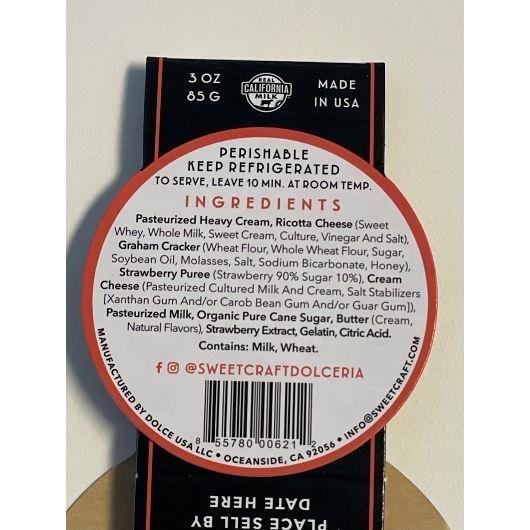 3 OZ
85 G
REAL
CALIFORNIA
MILK
MADE
IN USA
PERISHABLE
KEEP REFRIGERATED
TO SERVE, LEAVE 10 MIN. AT ROOM TEMP.
INGREDIENTS
Pasteurized Heavy Cream, Ricotta Cheese (Sweet
Whey, Whole Milk, Sweet Cream, Culture, Vinegar And Salt),
Graham Cracker (Wheat Flour, Whole Wheat Flour, Sugar,
Soybean Oil, Molasses, Salt, Sodium Bicarbonate, Honey),
Strawberry Puree (Strawberry 90% Sugar 10%), Cream
Cheese (Pasteurized Cultured Milk And Cream, Salt Stabilizers
[Xanthan Gum And/or Carob Bean Gum And/or Guar Gum]),
Pasteurized Milk, Organic Pure Cane Sugar, Butter (Cream,
Natural Flavors), Strawberry Extract, Gelatin, Citric Acid.
Contains: Milk, Wheat.
@SWEETCRAFTDOLCERIA
8 55780 00621 2
MANUFACTURED BY DOLCE USA LLC • OCEANSIDE, CA 92056 • INFO@SWEETCRAFT.COM
PLACE SELL BY
DATE HERE